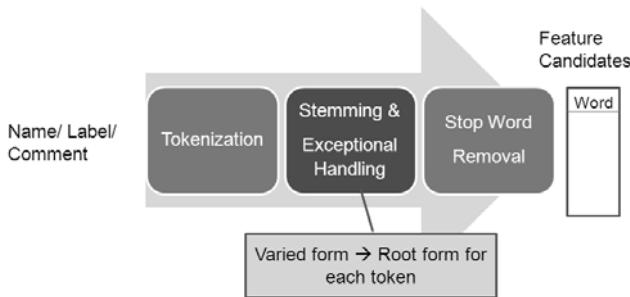 Name/ Label/
Comment
Tokenization
Stemming &
Exceptional
Handling
Stop Word
Removal
Feature
Candidates
Word
Varied form → Root form for
each token